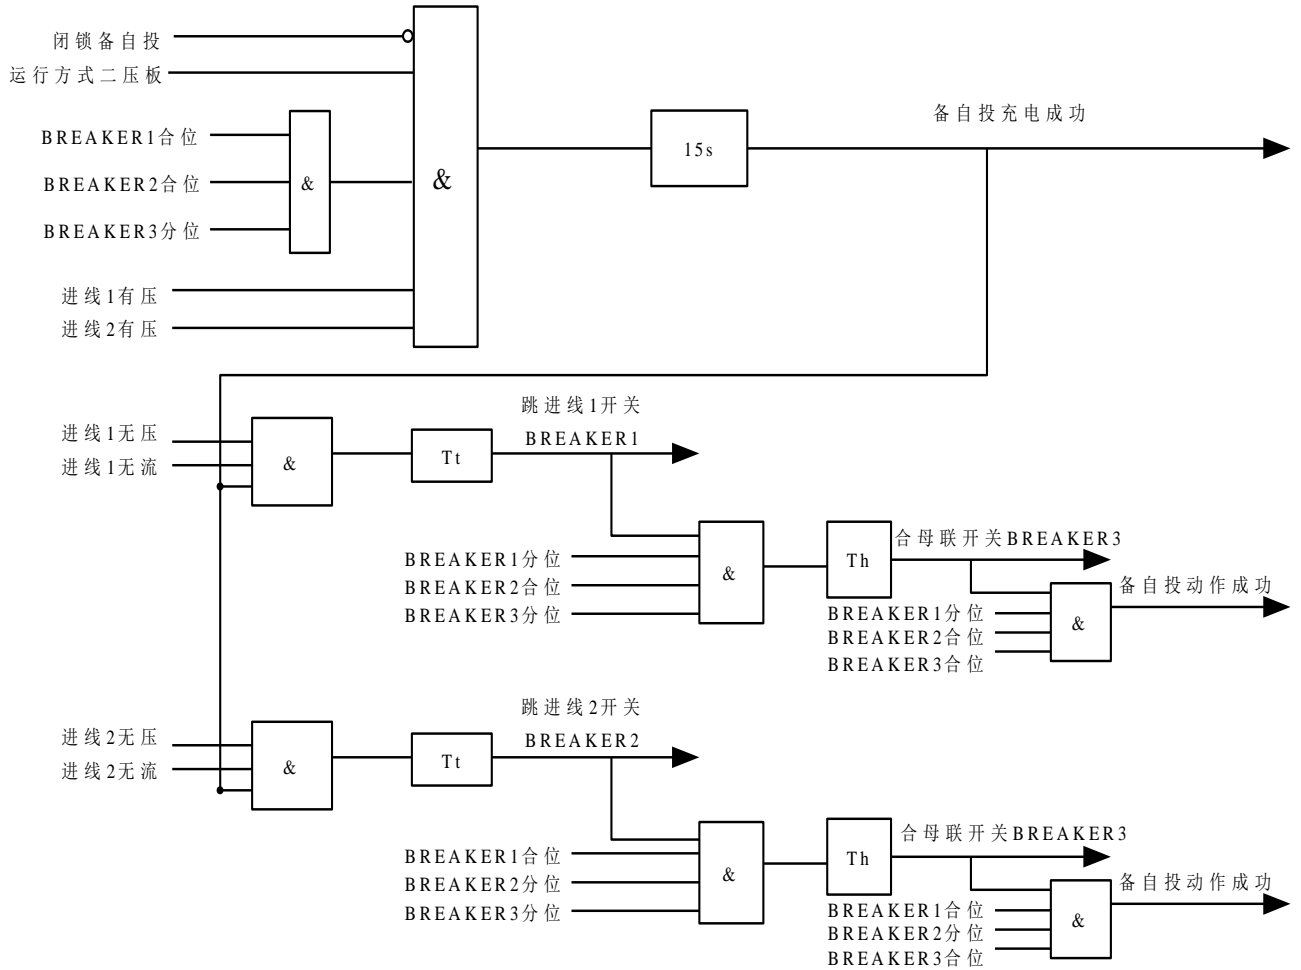 闭锁备自投
运行方式二压板
BREAKER1合位
BREAKER2合位
BREAKER3分位
&
进线1有压
进线2有压
&
15s
备自投充电成功
进线1无压
进线1无流
&
Tt
跳进线1开关
BREAKER1
BREAKER1分位
BREAKER2合位
BREAKER3分位
&
Th
合母联开关BREAKER3
BREAKER1分位
BREAKER2合位
BREAKER3合位
&
备自投动作成功
进线2无压
进线2无流
&
Tt
跳进线2开关
BREAKER2
BREAKER1合位
BREAKER2分位
BREAKER3分位
&
Th
合母联开关BREAKER3
BREAKER1合位
BREAKER2分位
BREAKER3合位
&
备自投动作成功